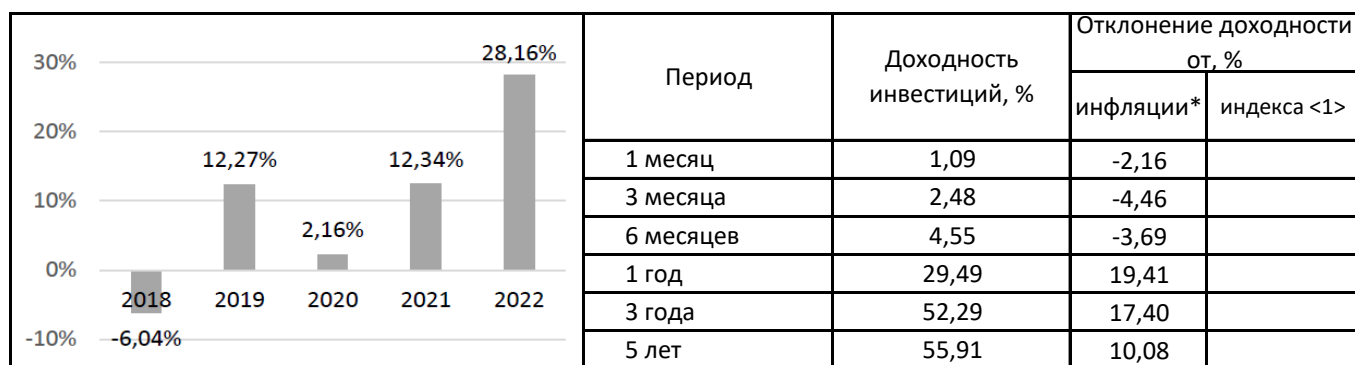 30%
20%
10%
0%
-10%
28,16%
12,27%
12,34%
2,16%
-6,04%
2018 2019 2020 2021 2022
Период
Доходность
инвестиций, %
Отклонение доходности
от, %
инфляции* индекса <1>
1 месяц 1,09 -2,16
3 месяца 2,48 -4,46
6 месяцев 4,55 -3,69
1 год 29,49 19,41
3 года 52,29 17,40
5 лет 55,91 10,08